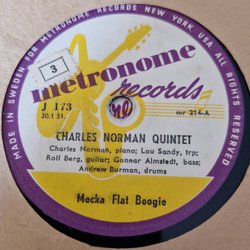 MADE IN SWEDEN FOR METRONOME RECORDS, NEW YORK, USA ALL RIGHTS RESERVED
3
metronome
records
J 173
30.1 51.
mr 214-A
CHARLES NORMAN QUINTET
Charles Norman, piano; Lou Sandy, trp;
Rolf Berg, guitar; Gunnar Almstedt, bass;
Andrew Burman, drums
Mecka Flat Boogie